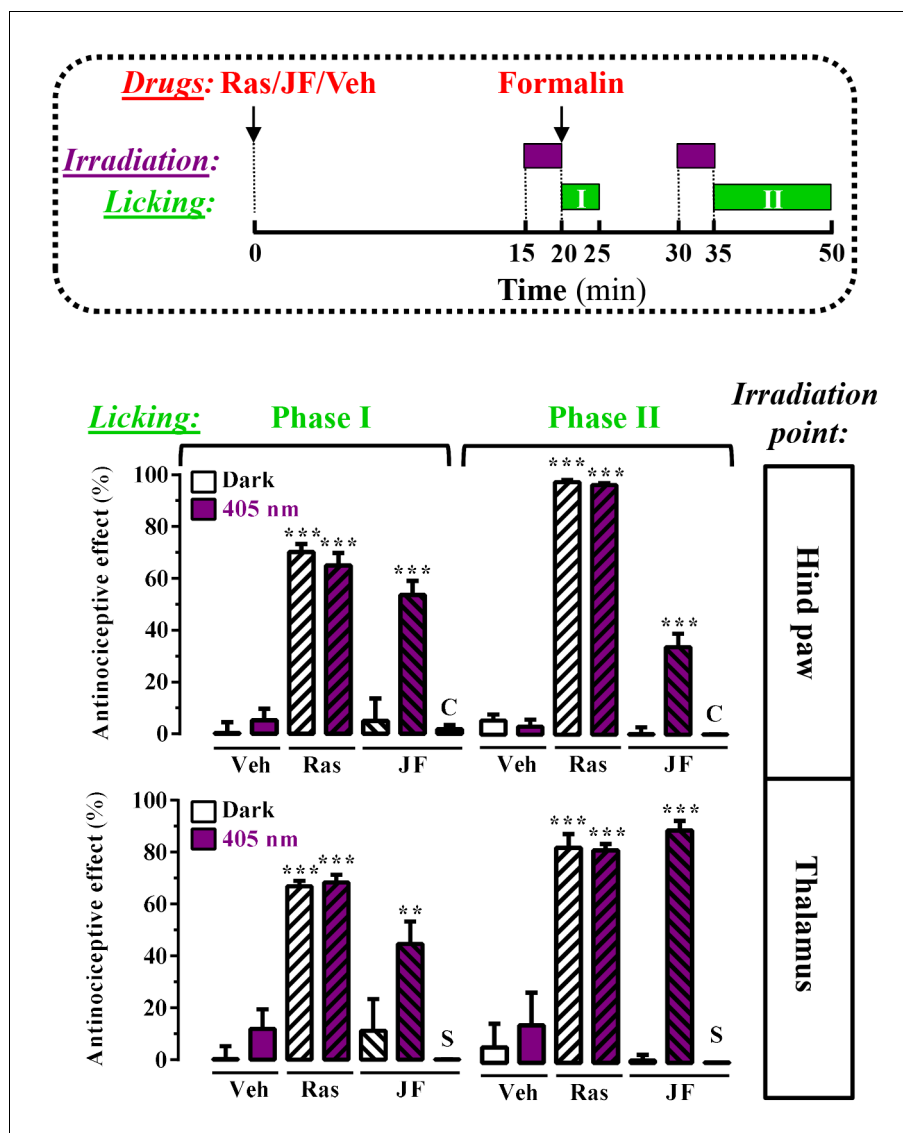 Drugs: Ras/JF/Veh Formalin
Irradiation:
Licking: I II
0 15 20 25 30 35 50
Time (min)
Licking: Phase I Phase II Irradiation point:
Antinociceptive effect (%)
100
80
60
40
20
0
Dark
405 nm
*** *** *** C
Veh Ras JF
*** *** *** C
Veh Ras JF
Hind paw
Antinociceptive effect (%)
100
80
60
40
20
0
Dark
405 nm
*** *** ** S
Veh Ras JF
*** *** *** S
Veh Ras JF
Thalamus